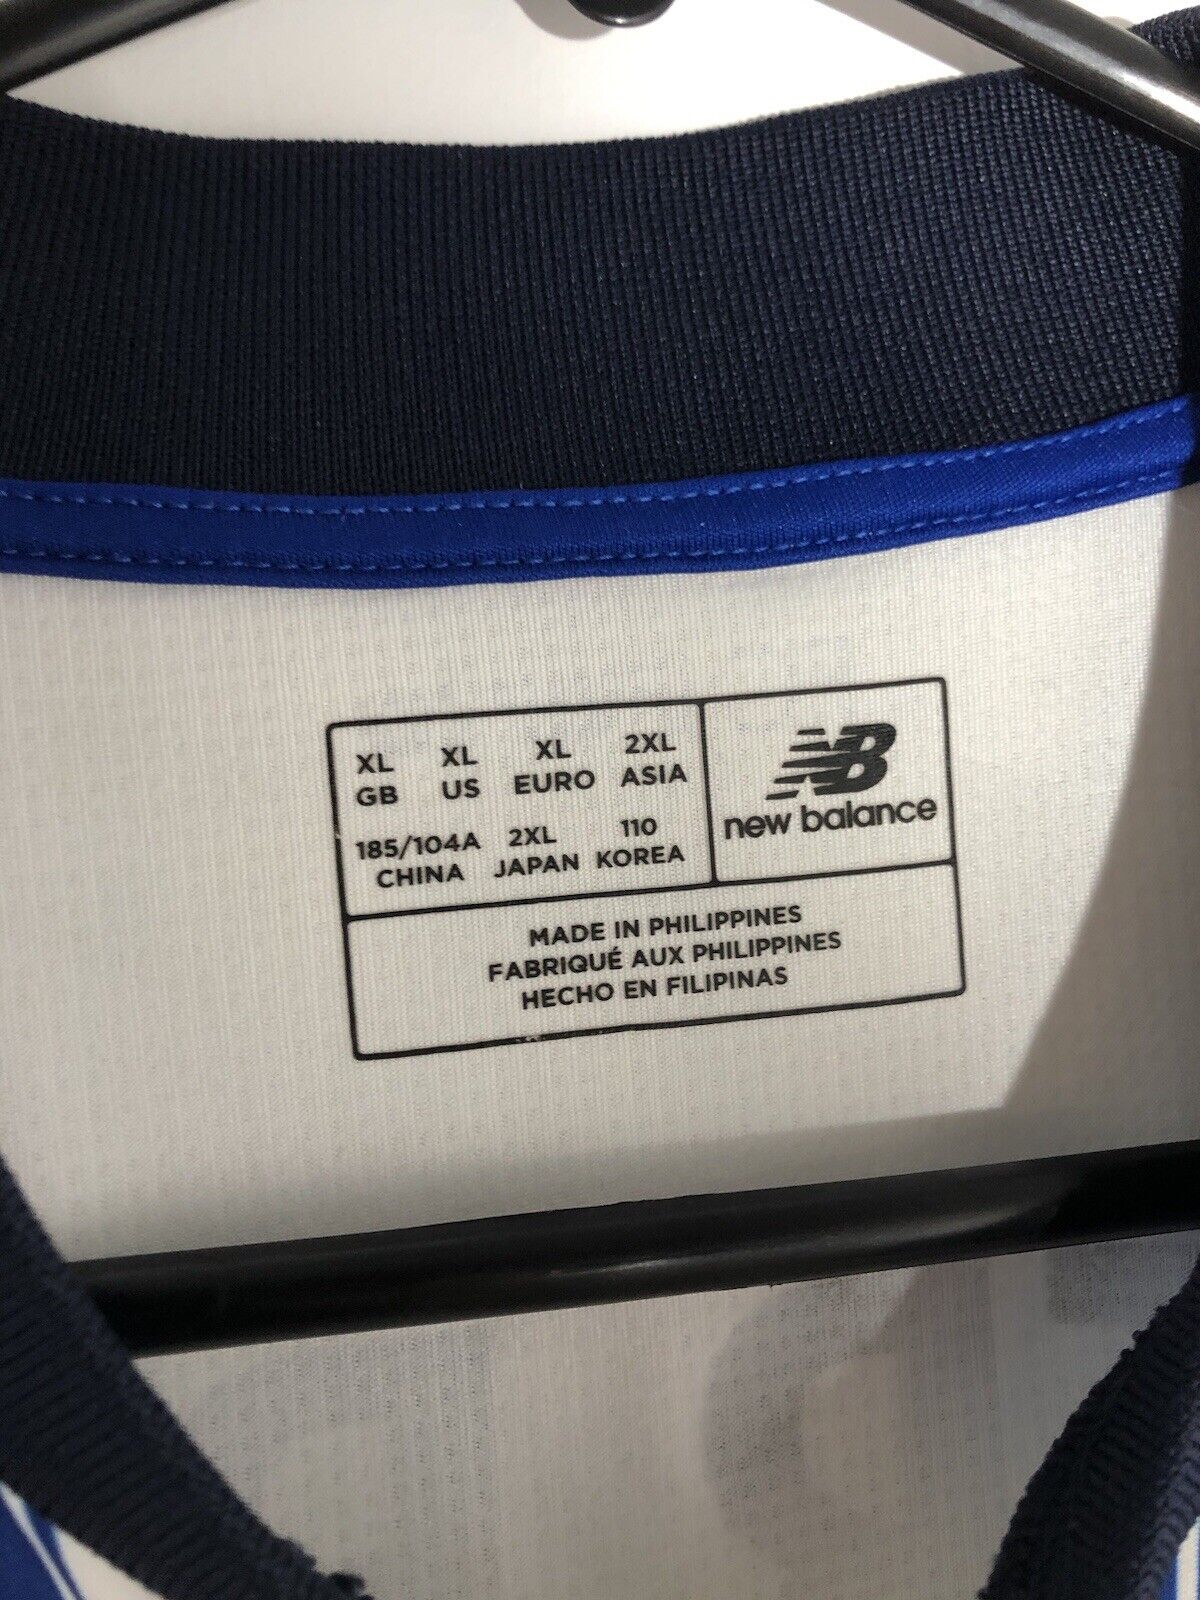 XL XL XL 2XL
GB US EURO ASIA
185/104A 2XL 110
CHINA JAPAN KOREA
NB
new balance
MADE IN PHILIPPINES
FABRIQUÉ AUX PHILIPPINES
HECHO EN FILIPINAS